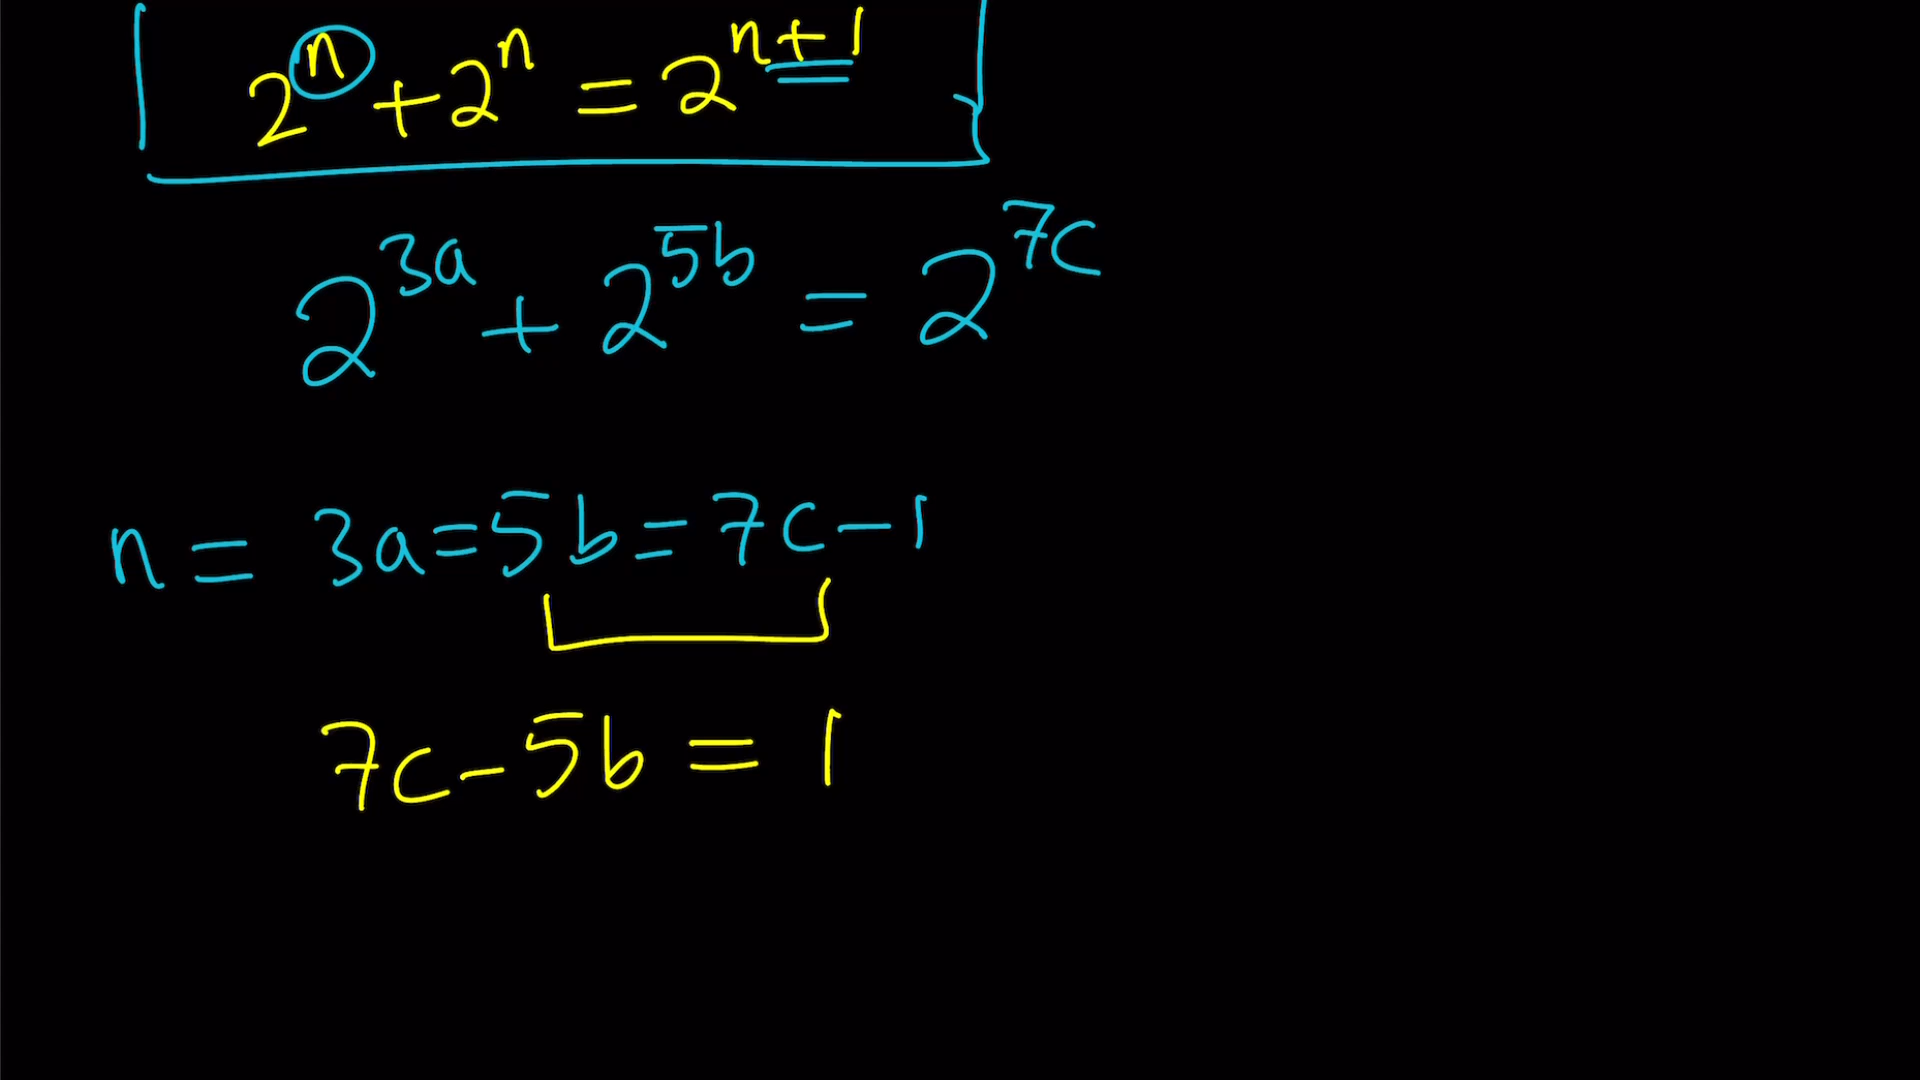 2^n + 2^n = 2^{n+1}
2^{3a} + 2^{5b} = 2^{7c}
n = 3a = 5b = 7c - 1
7c - 5b = 1